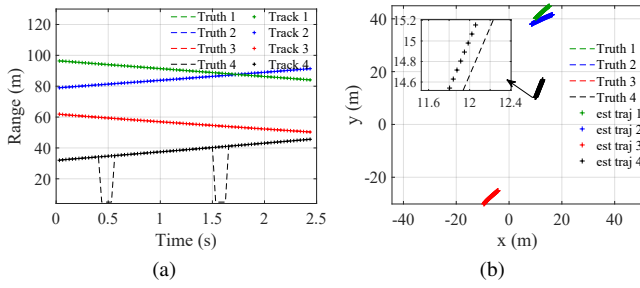 120
100
80
60
40
20
Range (m)
0
0.5
1
1.5
2
2.5
Time (s)
Truth 1
Truth 2
Truth 3
Truth 4
Track 1
Track 2
Track 3
Track 4
(a)
40
20
0
-20
y (m)
-40
-20
0
20
40
x (m)
15.2
15
14.8
14.6
11.6
12
12.4
Truth 1
Truth 2
Truth 3
Truth 4
est traj 1
est traj 2
est traj 3
est traj 4
(b)